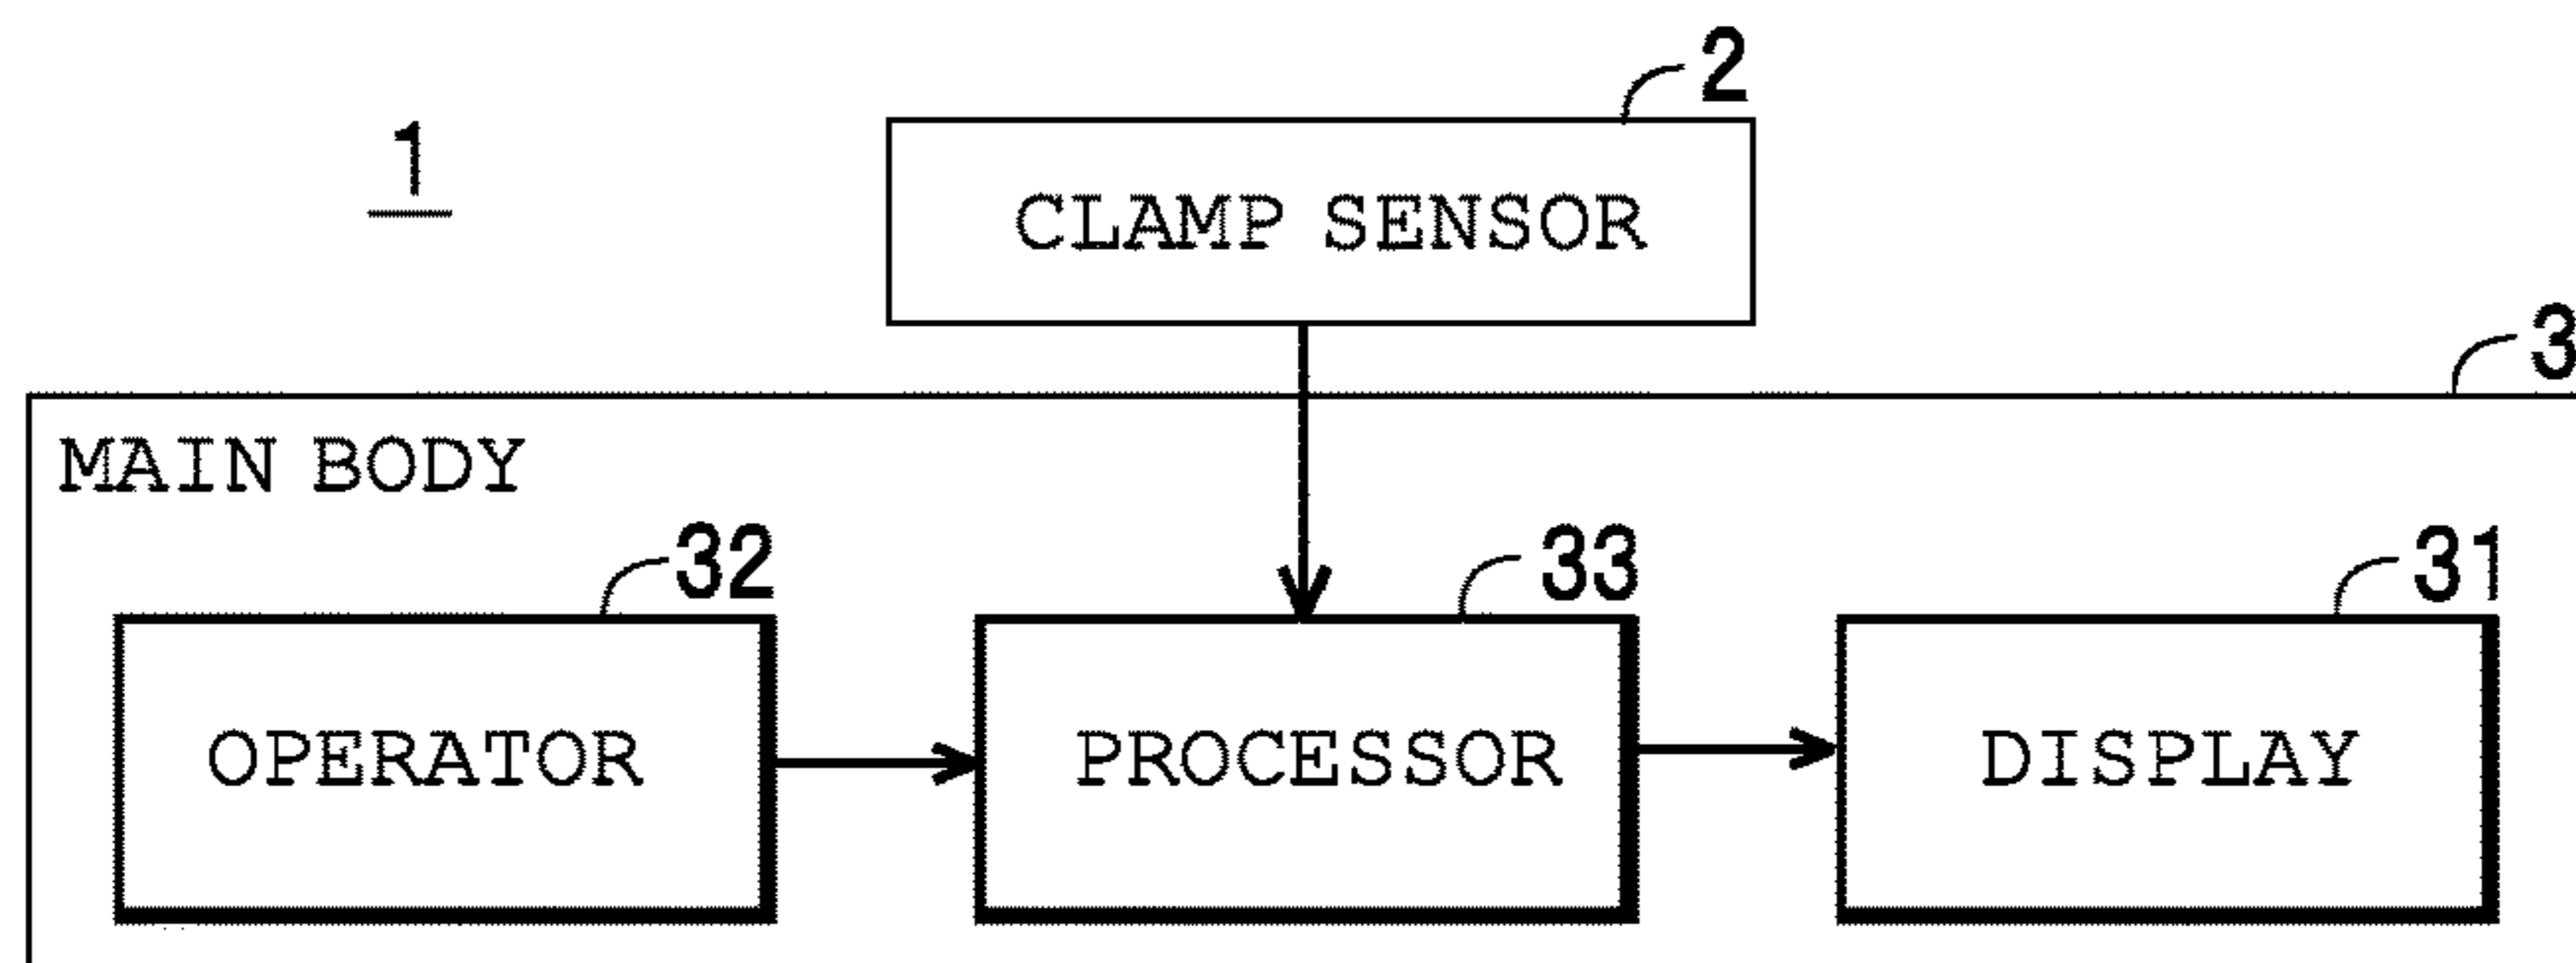 2
1
CLAMP SENSOR
3
MAIN BODY
32
33
31
OPERATOR
PROCESSOR
DISPLAY